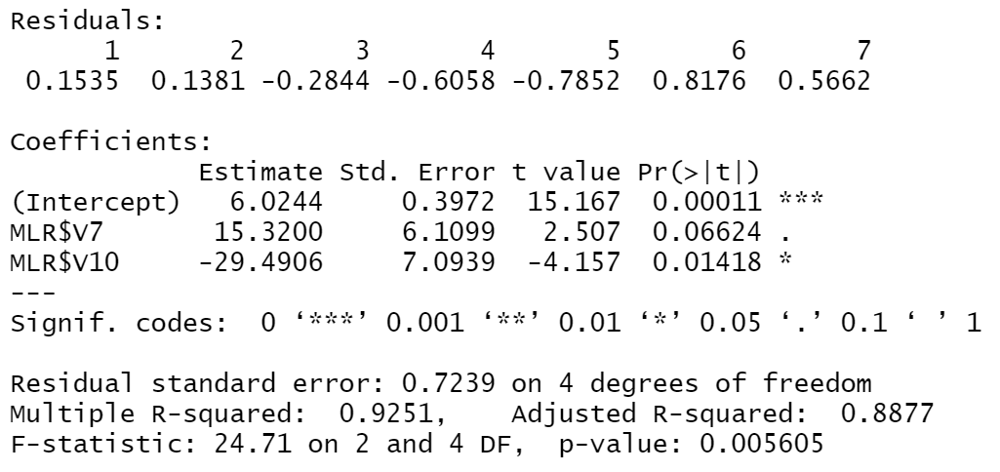 Residuals:
      1       2       3       4       5       6       7
 0.1535  0.1381 -0.2844 -0.6058 -0.7852  0.8176  0.5662

Coefficients:
            Estimate Std. Error t value Pr(>|t|)
(Intercept)   6.0244     0.3972  15.167  0.00011 ***
MLR$V7       15.3200     6.1099   2.507  0.06624 .
MLR$V10     -29.4906     7.0939  -4.157  0.01418 *
---
Signif. codes:  0 ‘***’ 0.001 ‘**’ 0.01 ‘*’ 0.05 ‘.’ 0.1 ‘ ’ 1

Residual standard error: 0.7239 on 4 degrees of freedom
Multiple R-squared:  0.9251,    Adjusted R-squared:  0.8877
F-statistic: 24.71 on 2 and 4 DF,  p-value: 0.005605